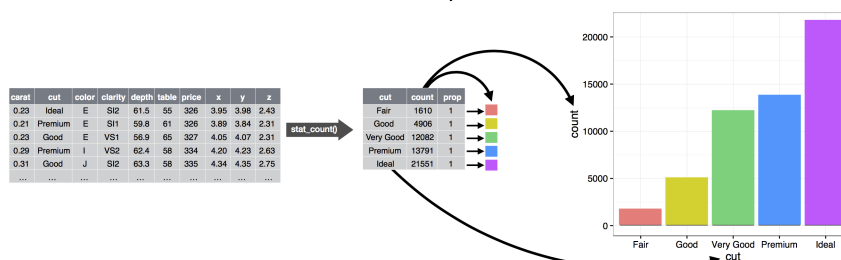 carat cut color clarity depth table price x y z
0.23 Ideal E SI2 61.5 55 326 3.95 3.98 2.43
0.21 Premium E SI1 59.8 61 326 3.89 3.84 2.31
0.23 Good E VS1 56.9 65 327 4.05 4.07 2.31
0.29 Premium I VS2 62.4 58 334 4.20 4.23 2.63
0.31 Good J SI2 63.3 58 335 4.34 4.35 2.75
... ... ... ... ... ... ... ... ... ...
stat_count()
cut count prop
Fair 1610 1
Good 4906 1
Very Good 12082 1
Premium 13791 1
Ideal 21551 1
count
20000
15000
10000
5000
0
Fair Good Very Good Premium Ideal
cut